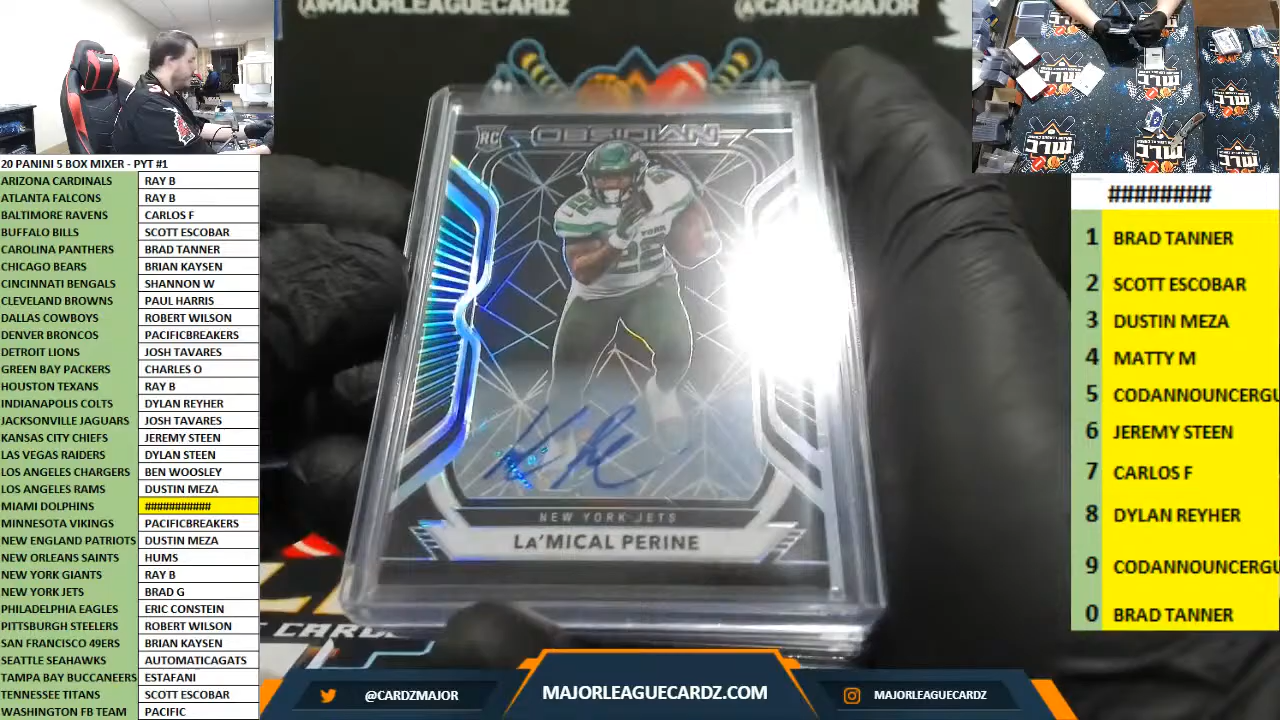 @MAJORLEAGUECARDZ
@CARDZMAJOR
20 PANINI 5 BOX MIXER - PYT #1
ARIZONA CARDINALS RAY B
ATLANTA FALCONS RAY B
BALTIMORE RAVENS CARLOS F
BUFFALO BILLS SCOTT ESCOBAR
CAROLINA PANTHERS BRAD TANNER
CHICAGO BEARS BRIAN KAYSEN
CINCINNATI BENGALS SHANNON W
CLEVELAND BROWNS PAUL HARRIS
DALLAS COWBOYS ROBERT WILSON
DENVER BRONCOS PACIFICBREAKERS
DETROIT LIONS JOSH TAVARES
GREEN BAY PACKERS CHARLES O
HOUSTON TEXANS RAY B
INDIANAPOLIS COLTS DYLAN REYHER
JACKSONVILLE JAGUARS JOSH TAVARES
KANSAS CITY CHIEFS JEREMY STEEN
LAS VEGAS RAIDERS DYLAN STEEN
LOS ANGELES CHARGERS BEN WOOSLEY
LOS ANGELES RAMS DUSTIN MEZA
MIAMI DOLPHINS ###########
MINNESOTA VIKINGS PACIFICBREAKERS
NEW ENGLAND PATRIOTS DUSTIN MEZA
NEW ORLEANS SAINTS HUMS
NEW YORK GIANTS RAY B
NEW YORK JETS BRAD G
PHILADELPHIA EAGLES ERIC CONSTEIN
PITTSBURGH STEELERS ROBERT WILSON
SAN FRANCISCO 49ERS BRIAN KAYSEN
SEATTLE SEAHAWKS AUTOMATICAGATS
TAMPA BAY BUCCANEERS ESTAFANI
TENNESSEE TITANS SCOTT ESCOBAR
WASHINGTON FB TEAM PACIFIC
RC OBSIDIAN
YORK
22
NEW YORK JETS
LA'MICAL PERINE
########
1 BRAD TANNER
2 SCOTT ESCOBAR
3 DUSTIN MEZA
4 MATTY M
5 CODANNOUNCERGU
6 JEREMY STEEN
7 CARLOS F
8 DYLAN REYHER
9 CODANNOUNCERGU
0 BRAD TANNER
@CARDZMAJOR
MAJORLEAGUECARDZ.COM
MAJORLEAGUECARDZ